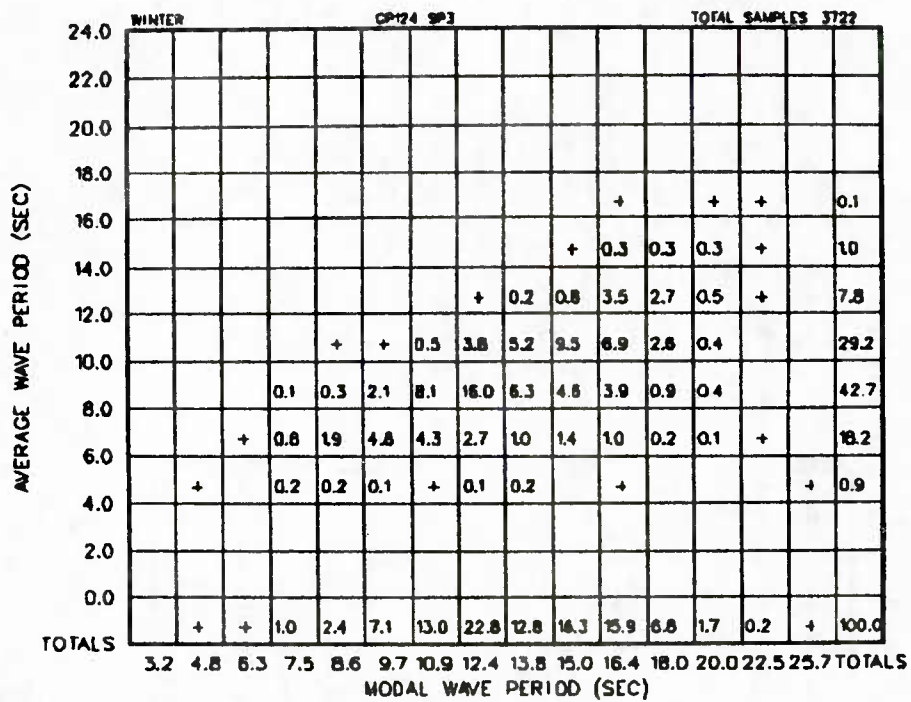 WINTER CP124 9P3 TOTAL SAMPLES 3722
24.0
22.0
20.0
18.0
+ + + 0.1
16.0
+ 0.3 0.3 0.3 + 1.0
14.0
+ 0.2 0.8 3.5 2.7 0.5 + 7.8
12.0
+ + 0.5 3.8 5.2 9.5 6.9 2.8 0.4 29.2
10.0
0.1 0.3 2.1 8.1 16.0 6.3 4.6 3.9 0.9 0.4 42.7
8.0
+ 0.8 1.9 4.8 4.3 2.7 1.0 1.4 1.0 0.2 0.1 + 18.2
6.0
+ 0.2 0.2 0.1 + 0.1 0.2 + + 0.9
4.0
2.0
0.0
+ + 1.0 2.4 7.1 13.0 22.8 12.8 16.3 15.9 6.8 1.7 0.2 + 100.0
TOTALS
3.2 4.8 6.3 7.5 8.6 9.7 10.9 12.4 13.8 15.0 16.4 18.0 20.0 22.5 25.7 TOTALS
MODAL WAVE PERIOD (SEC)
AVERAGE WAVE PERIOD (SEC)